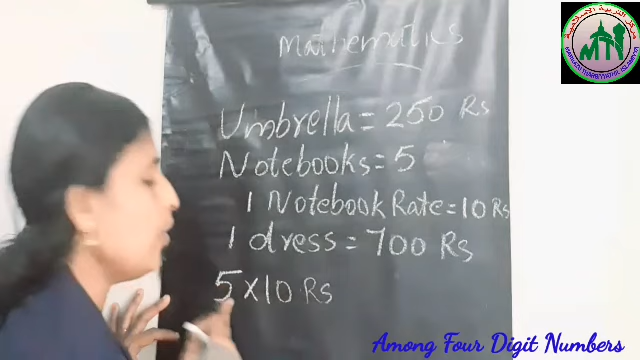 Mathematics
Umbrella = 250 Rs
Notebooks = 5
1 Notebook Rate = 10 Rs
1 dress = 700 Rs
5 x 10 Rs
Among Four Digit Numbers